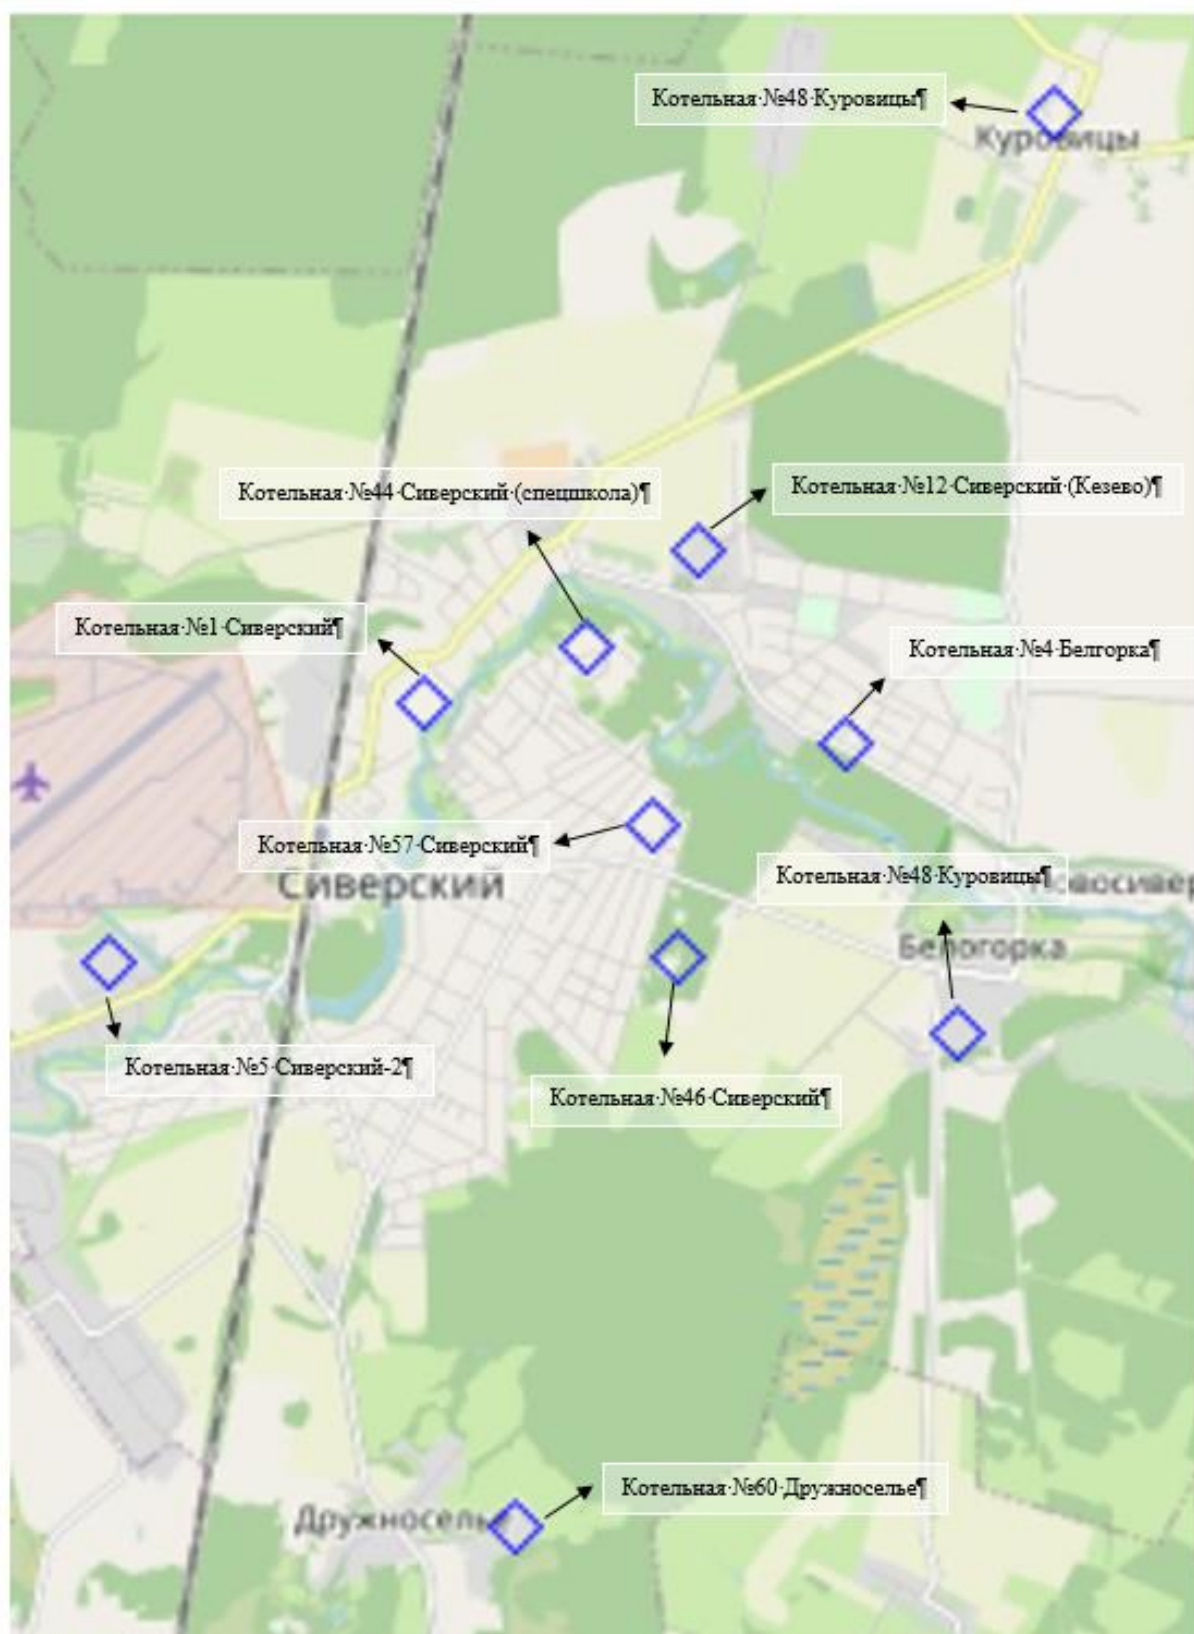 Котельная·№48·Куровицы¶
Куровицы
Котельная·№44·Сиверский·(спецшкола)¶
Котельная·№12·Сиверский·(Кезево)¶
Котельная·№1·Сиверский¶
Котельная·№4·Белгорка¶
Котельная·№57·Сиверский¶
Сиверский
Котельная·№48·Куровицы¶
Новосивер
Белогорка
Котельная·№5·Сиверский-2¶
Котельная·№46·Сиверский¶
Котельная·№60·Дружноселье¶
Дружноселье